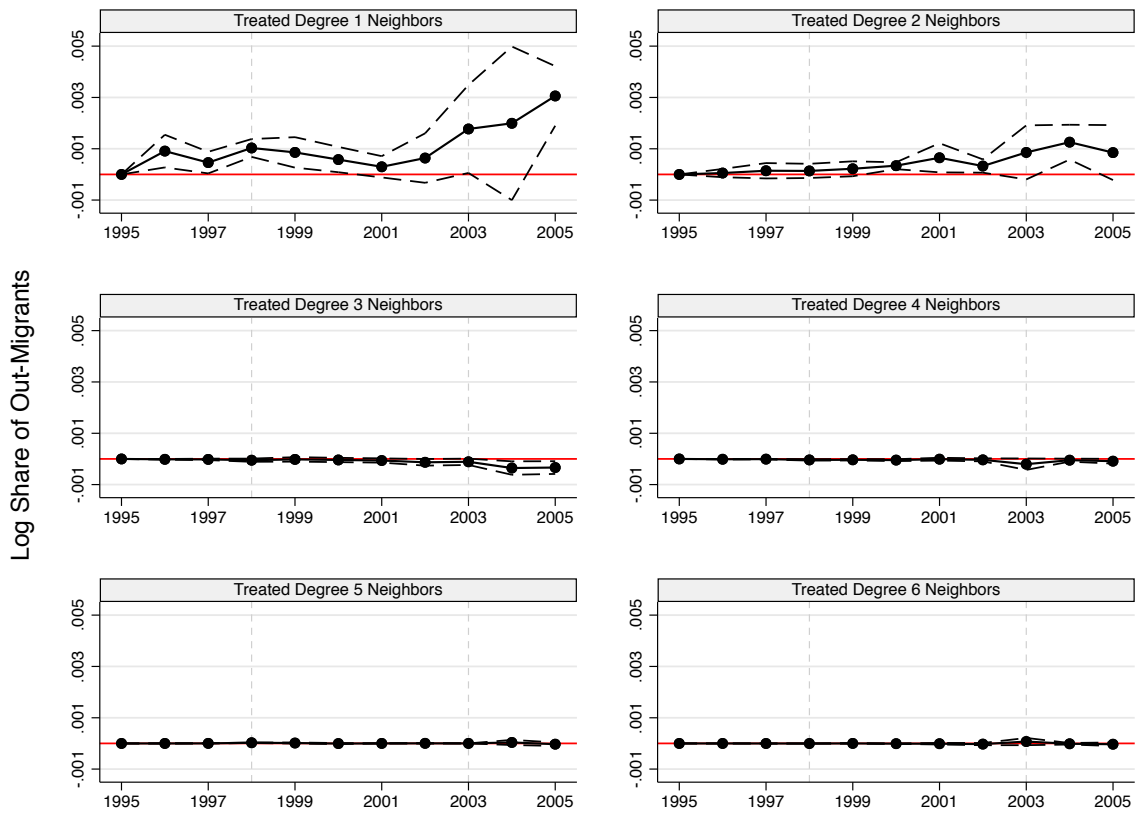 Log Share of Out-Migrants
Treated Degree 1 Neighbors
.005
.003
.001
-.001
1995 1997 1999 2001 2003 2005
Treated Degree 2 Neighbors
.005
.003
.001
-.001
1995 1997 1999 2001 2003 2005
Treated Degree 3 Neighbors
.005
.003
.001
-.001
1995 1997 1999 2001 2003 2005
Treated Degree 4 Neighbors
.005
.003
.001
-.001
1995 1997 1999 2001 2003 2005
Treated Degree 5 Neighbors
.005
.003
.001
-.001
1995 1997 1999 2001 2003 2005
Treated Degree 6 Neighbors
.005
.003
.001
-.001
1995 1997 1999 2001 2003 2005